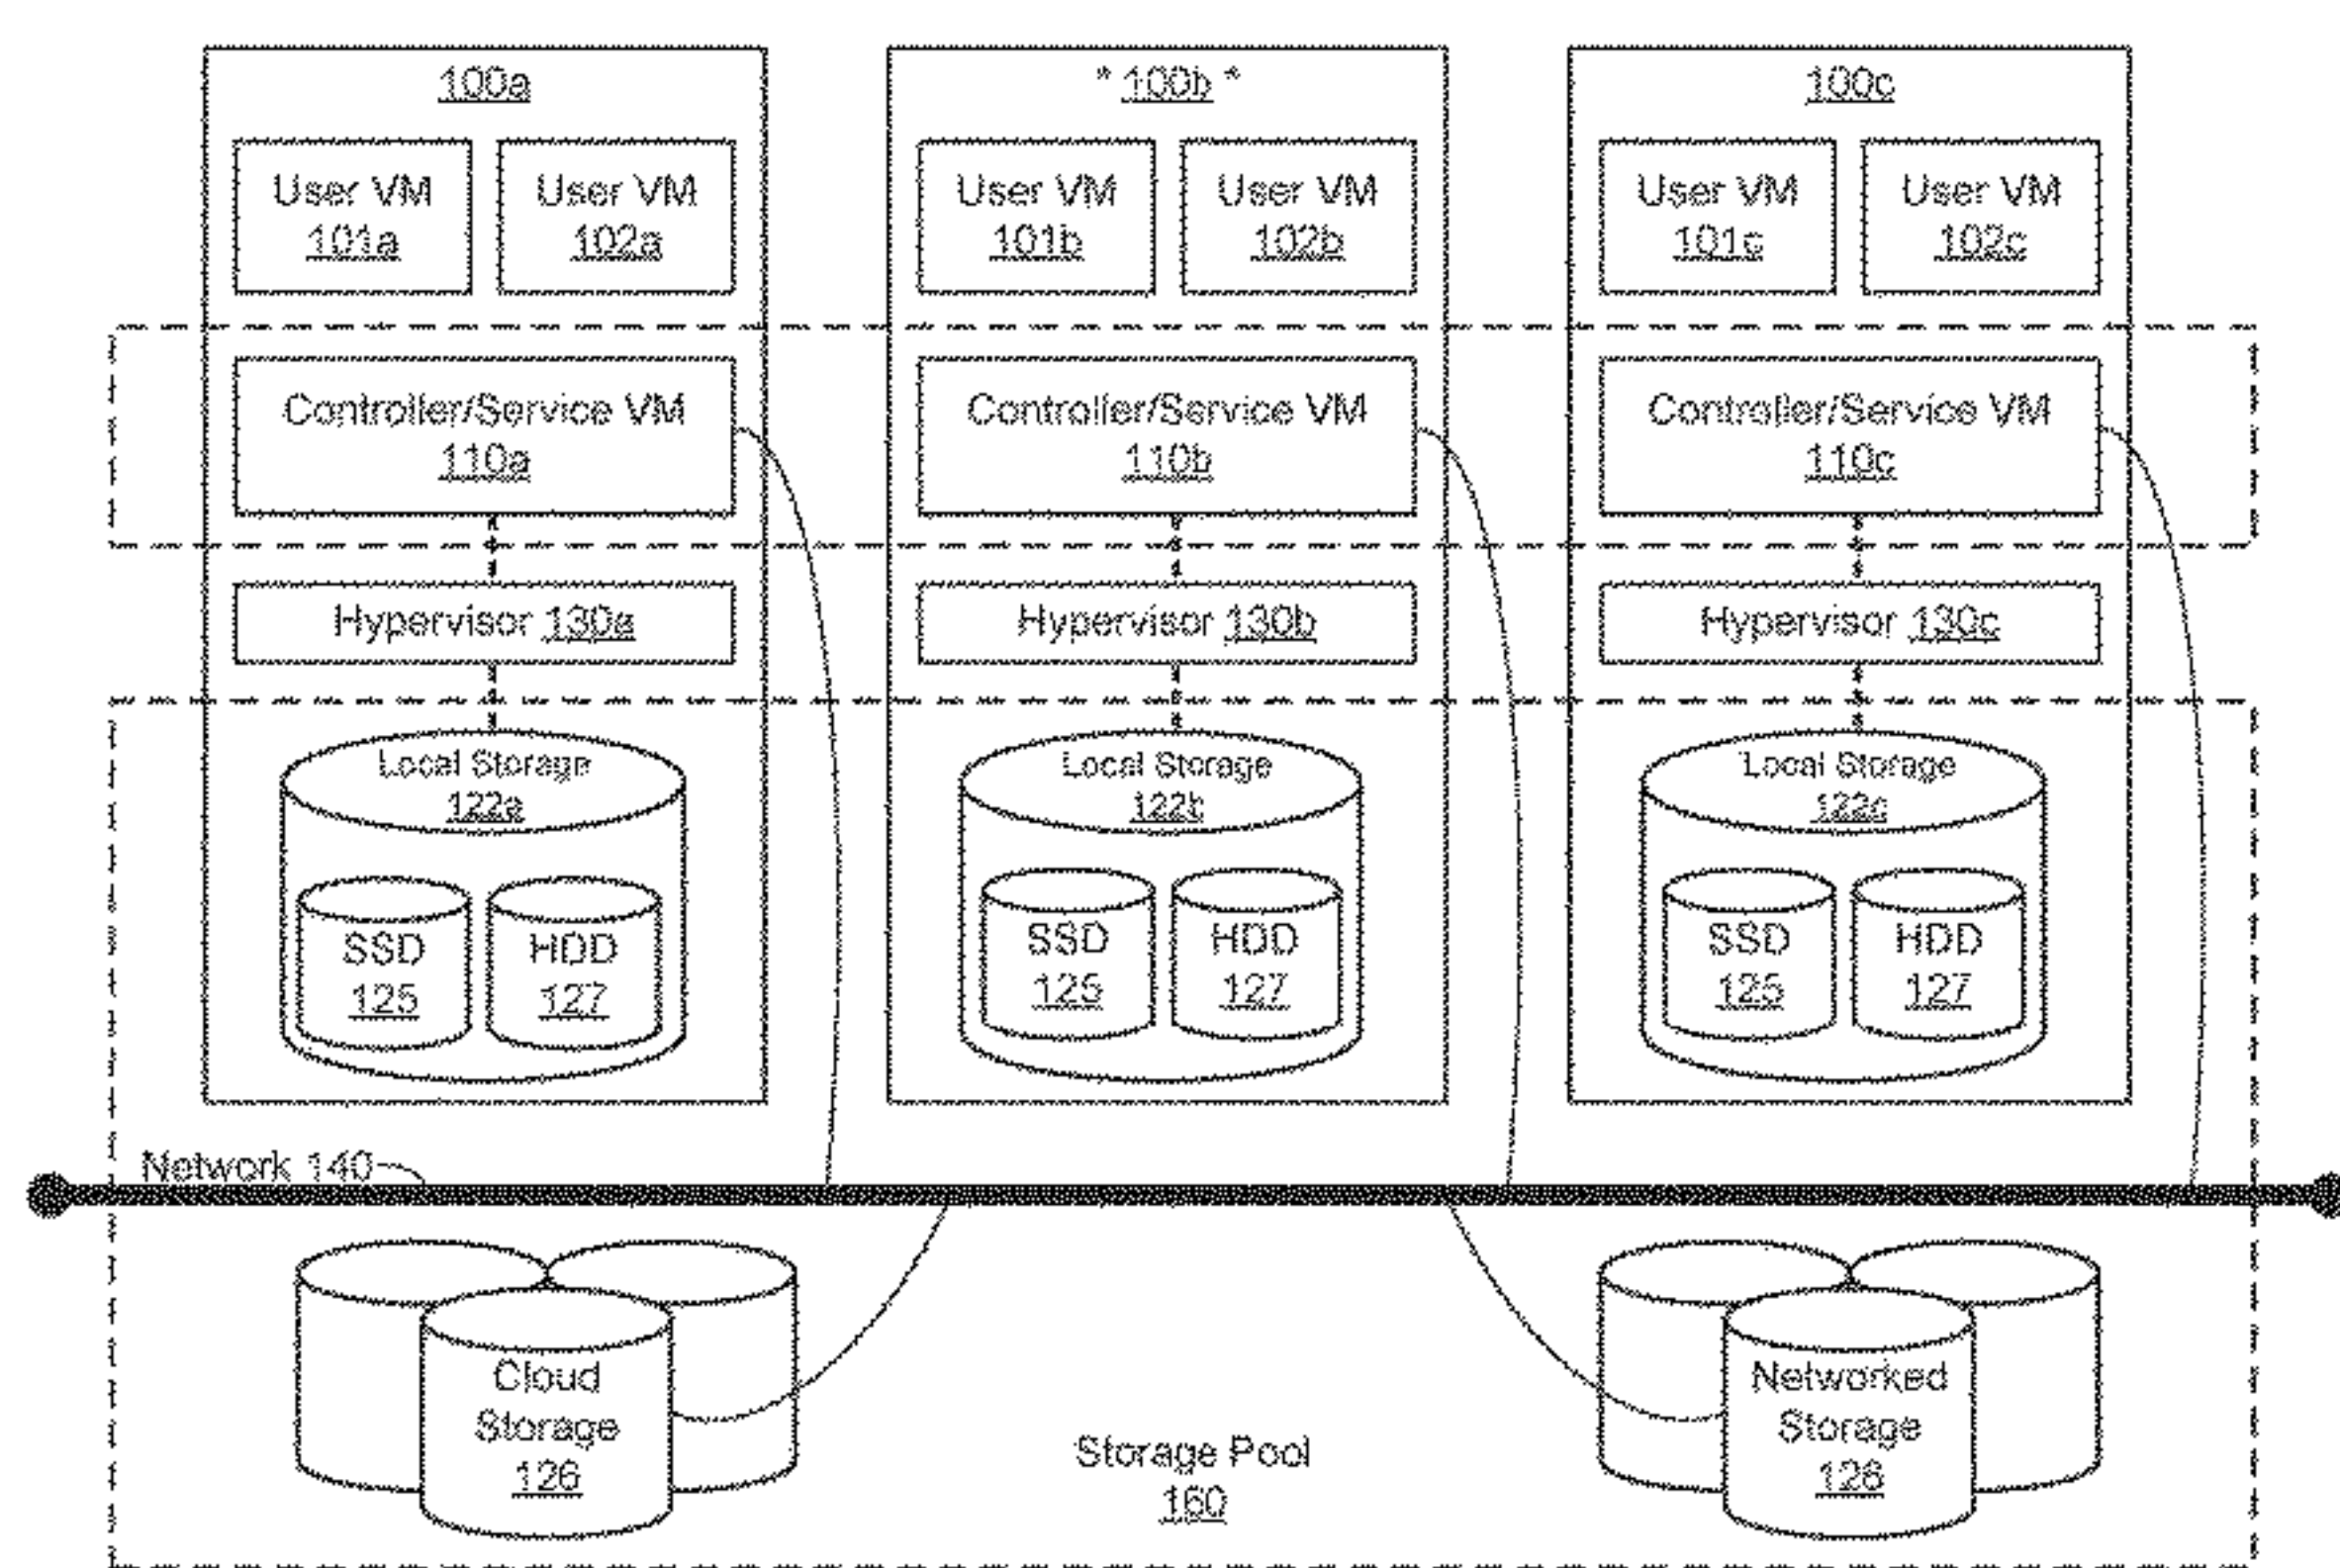 100a
* 100b *
100c
User VM
101a
User VM
102a
User VM
101b
User VM
102b
User VM
101c
User VM
102c
Controller/Service VM
110a
Controller/Service VM
110b
Controller/Service VM
110c
Hypervisor 130a
Hypervisor 130b
Hypervisor 130c
Local Storage
122a
Local Storage
122b
Local Storage
122c
SSD
125
HDD
127
SSD
125
HDD
127
SSD
125
HDD
127
Network 140
Cloud
Storage
126
Storage Pool
160
Networked
Storage
128